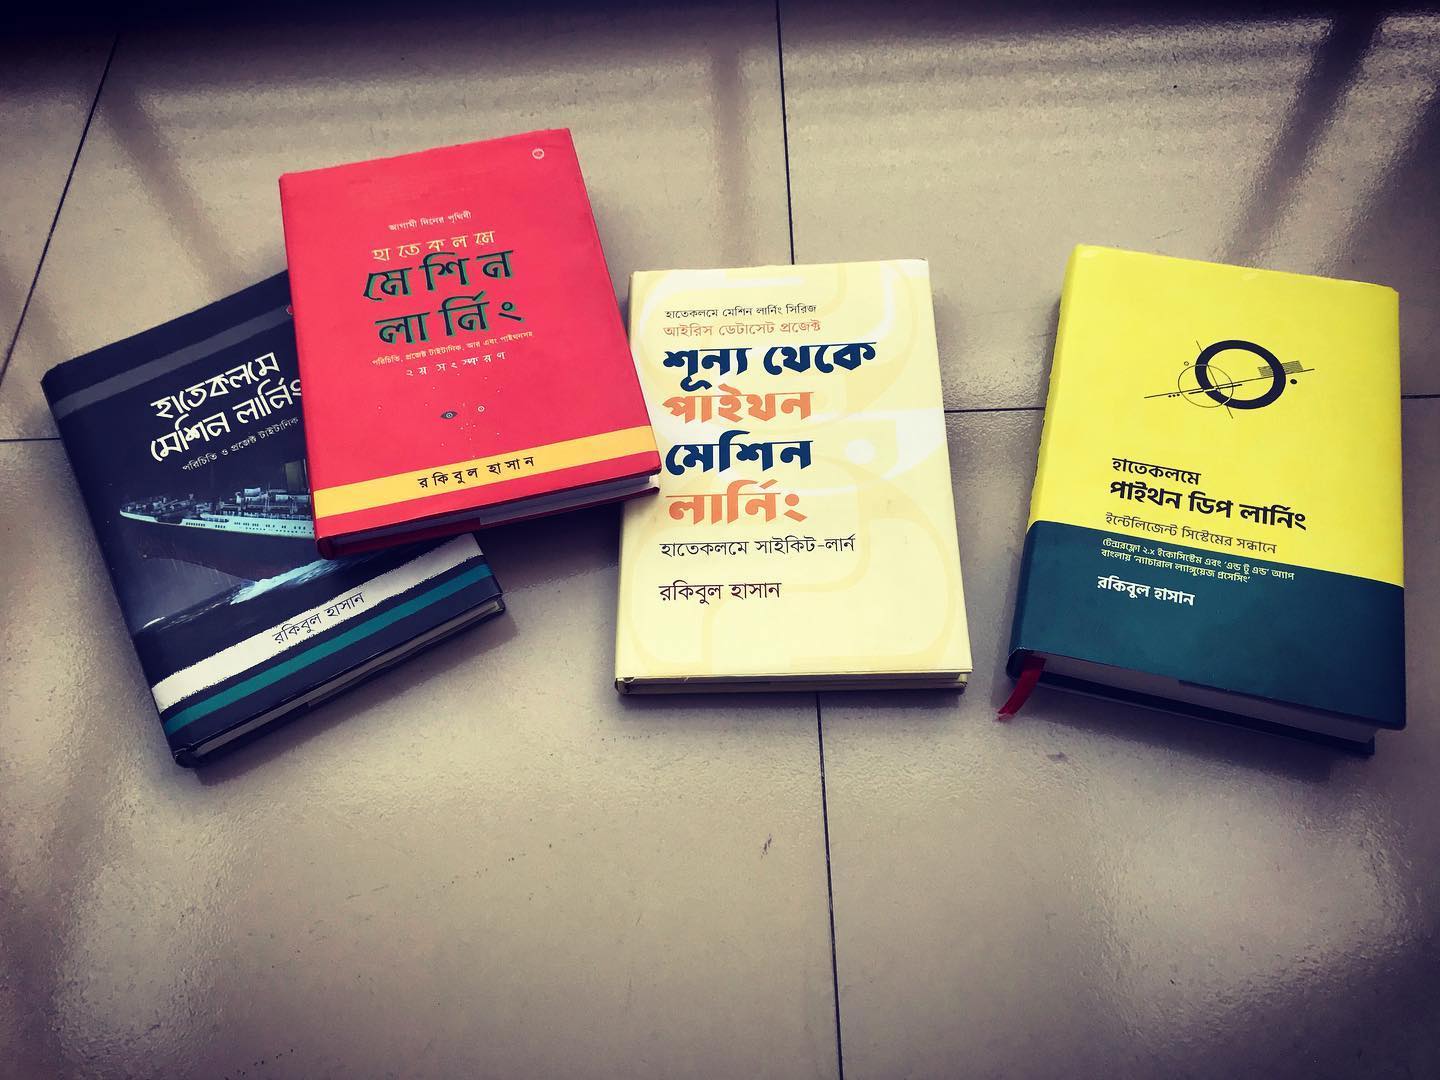 হাতেকলমে
মেশিন লার্নিং
পরিচিতি ও প্রজেক্ট টাইটানিক
রকিবুল হাসান
আগামী দিনের পৃথিবী
হাতেকলমে
মেশিন
লার্নিং
পরিচিতি, প্রজেক্ট টাইটানিক, আর এবং পাইথনসহ
২য় সংস্করণ
রকিবুল হাসান
হাতেকলমে মেশিন লার্নিং সিরিজ
আইরিস ডেটাসেট প্রজেক্ট
শূন্য থেকে
পাইথন
মেশিন
লার্নিং
হাতেকলমে সাইকিট-লার্ন
রকিবুল হাসান
হাতেকলমে
পাইথন ডিপ লার্নিং
ইন্টেলিজেন্ট সিস্টেমের সন্ধানে
টেন্সরফ্লো ২.x ইকোসিস্টেম এবং 'এন্ড টু এন্ড' অ্যাপ
বাংলায় 'ন্যাচারাল ল্যাঙ্গুয়েজ প্রসেসিং'
রকিবুল হাসান